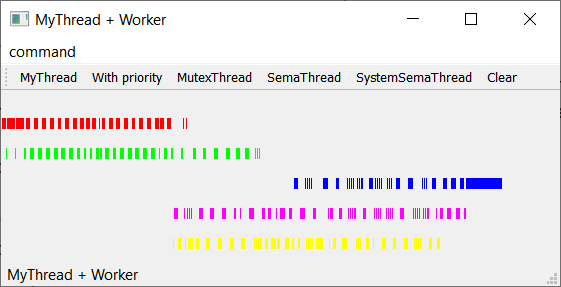 MyThread + Worker
command
MyThread With priority MutexThread SemaThread SystemSemaThread Clear
MyThread + Worker